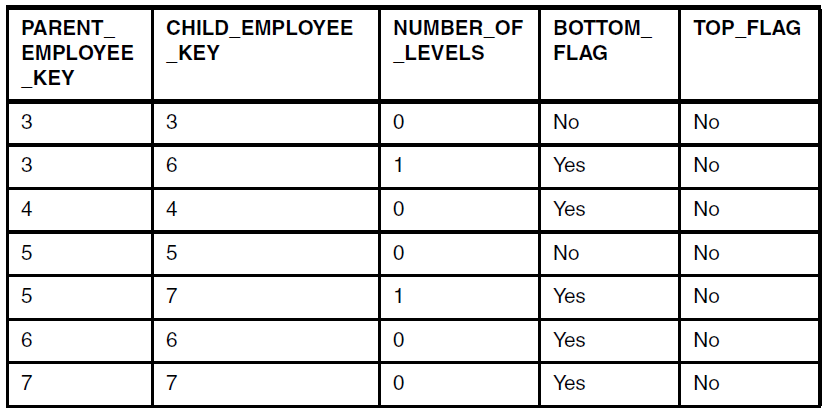 PARENT_ CHILD_EMPLOYEE NUMBER_OF BOTTOM_ TOP_FLAG
EMPLOYEE _KEY _LEVELS FLAG
_KEY
3 3 0 No No
3 6 1 Yes No
4 4 0 Yes No
5 5 0 No No
5 7 1 Yes No
6 6 0 Yes No
7 7 0 Yes No